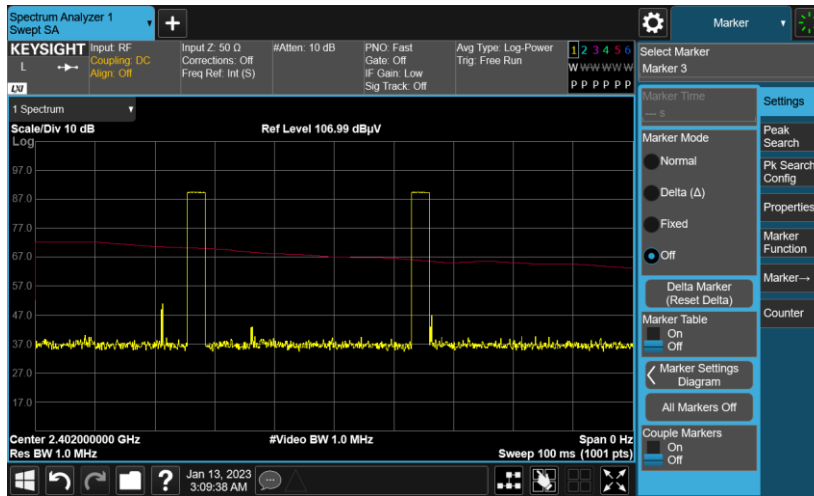 Spectrum Analyzer 1
Swept SA
+
Marker
KEYSIGHT
L
LXI
Input: RF
Coupling: DC
Align: Off
Input Z: 50 Ω
Corrections: Off
Freq Ref: Int (S)
#Atten: 10 dB
PNO: Fast
Gate: Off
IF Gain: Low
Sig Track: Off
Avg Type: Log-Power
Trig: Free Run
1 2 3 4 5 6
W W W W W W
P P P P P P
Select Marker
Marker 3
1 Spectrum
Scale/Div 10 dB
Ref Level 106.99 dBµV
Log
97.0
87.0
77.0
67.0
57.0
47.0
37.0
27.0
17.0
Center 2.402000000 GHz
#Video BW 1.0 MHz
Span 0 Hz
Res BW 1.0 MHz
Sweep 100 ms (1001 pts)
Marker Time
--- s
Marker Mode
Normal
Delta (Δ)
Fixed
Off
Delta Marker
(Reset Delta)
Marker Table
On
Off
Marker Settings
Diagram
All Markers Off
Couple Markers
On
Off
Settings
Peak
Search
Pk Search
Config
Properties
Marker
Function
Marker→
Counter
?
Jan 13, 2023
3:09:38 AM